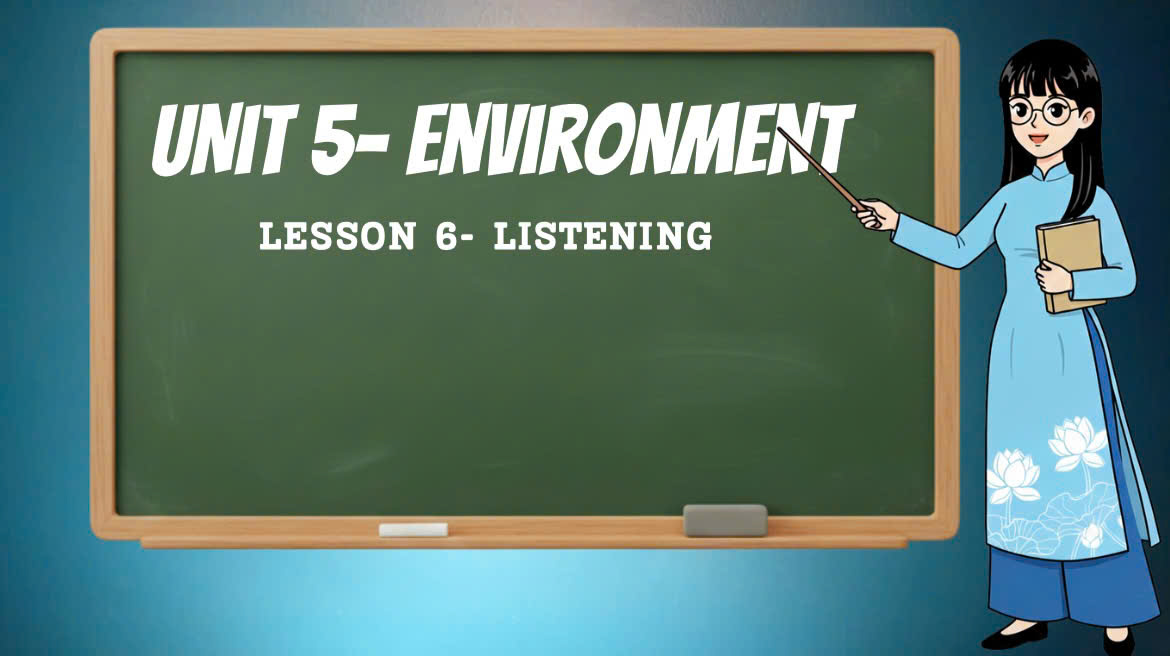 UNIT 5- ENVIRONMENT
LESSON 6- LISTENING